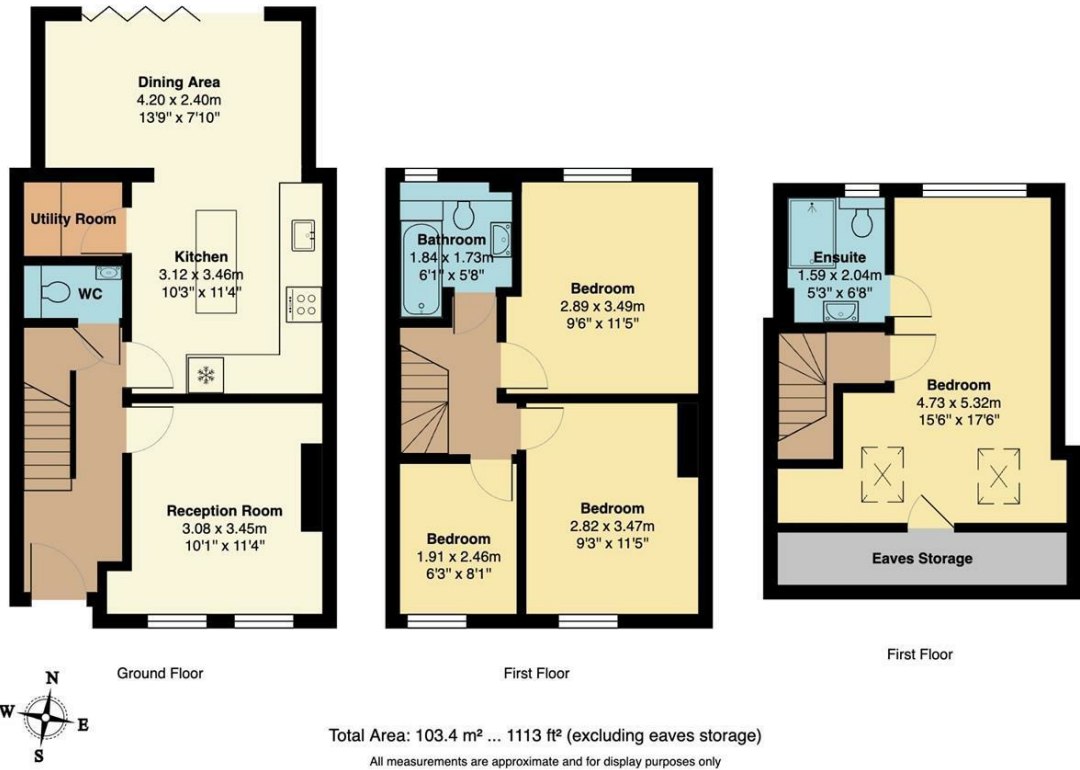 Dining Area
4.20 x 2.40m
13'9" x 7'10"
Utility Room
WC
Kitchen
3.12 x 3.46m
10'3" x 11'4"
Reception Room
3.08 x 3.45m
10'1" x 11'4"
Ground Floor
Bathroom
1.84 x 1.73m
6'1" x 5'8"
Bedroom
2.89 x 3.49m
9'6" x 11'5"
Bedroom
1.91 x 2.46m
6'3" x 8'1"
Bedroom
2.82 x 3.47m
9'3" x 11'5"
First Floor
Ensuite
1.59 x 2.04m
5'3" x 6'8"
Bedroom
4.73 x 5.32m
15'6" x 17'6"
Eaves Storage
First Floor
N
W
E
S
Total Area: 103.4 m² ... 1113 ft² (excluding eaves storage)
All measurements are approximate and for display purposes only